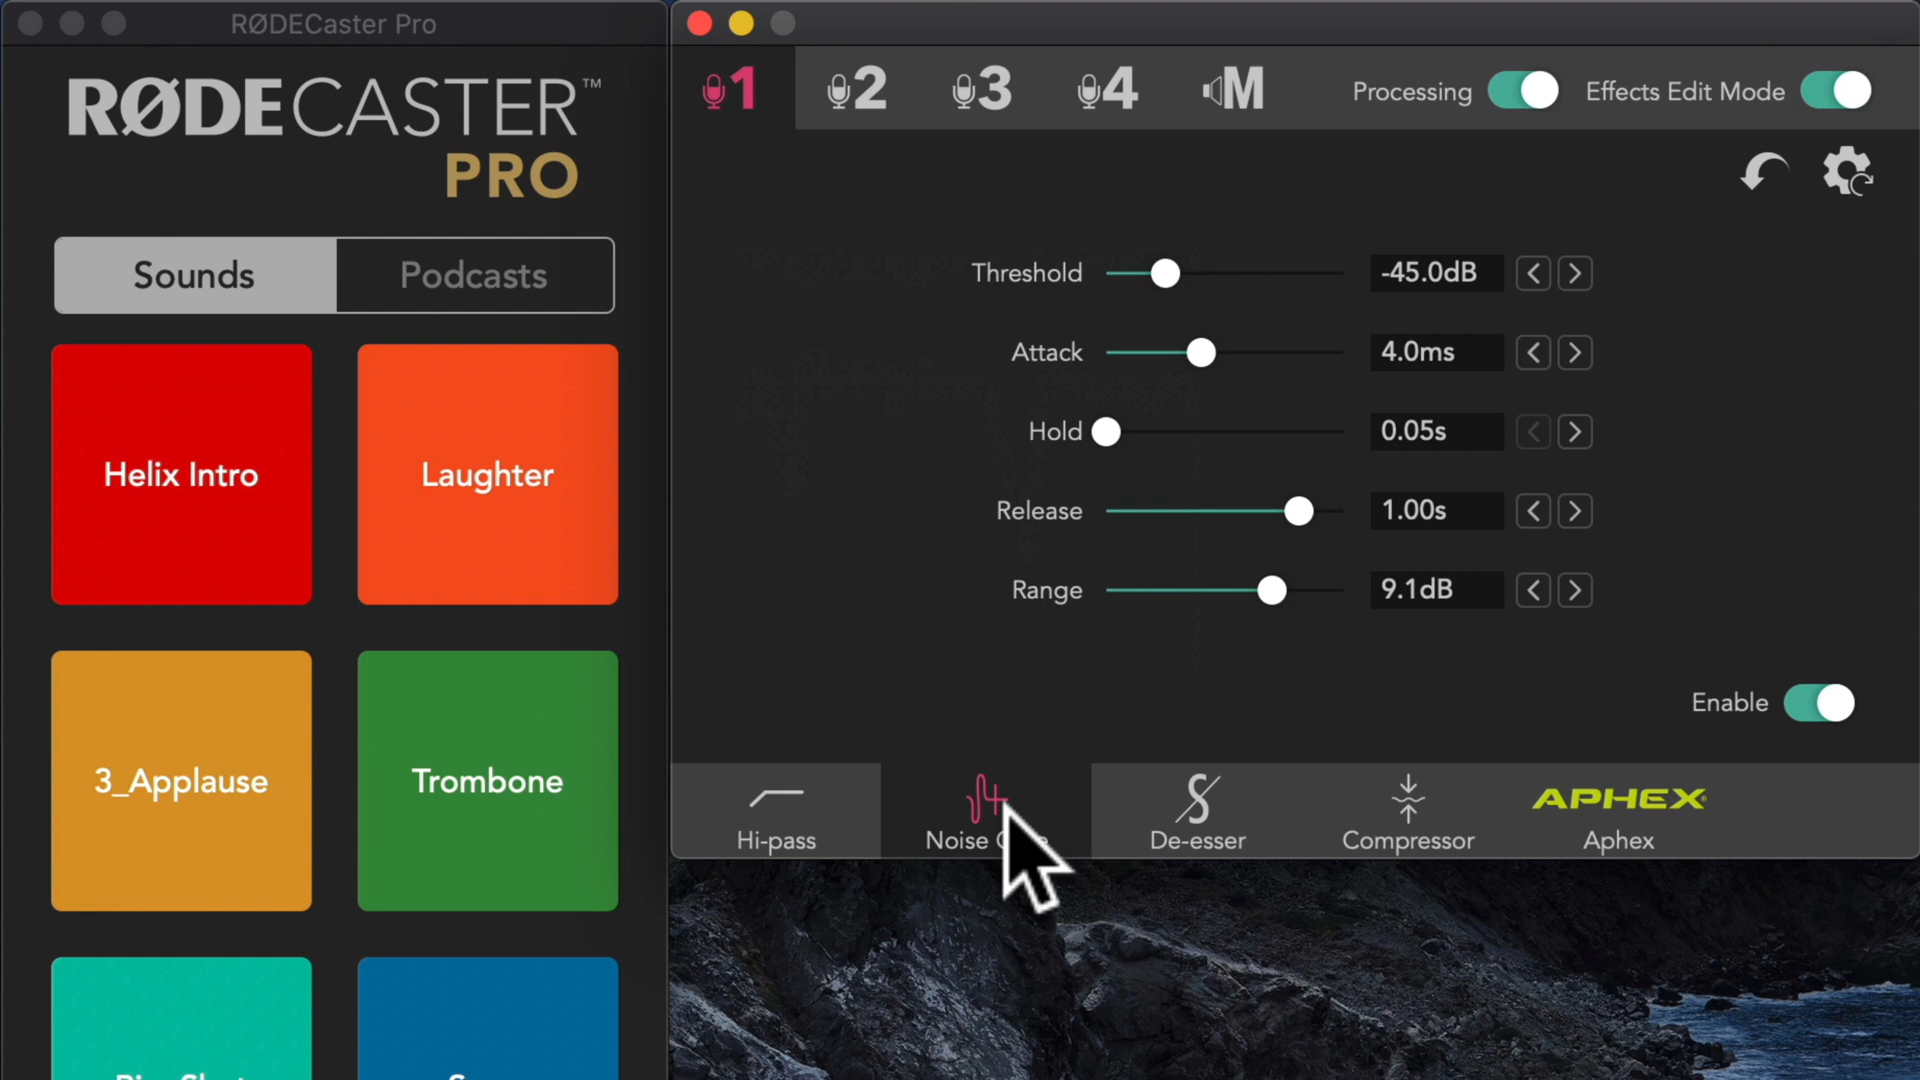 RØDECaster Pro
RØDECASTER™
PRO
Sounds
Podcasts
Helix Intro
Laughter
3_Applause
Trombone
1
2
3
4
M
Processing
Effects Edit Mode
Threshold
-45.0dB
Attack
4.0ms
Hold
0.05s
Release
1.00s
Range
9.1dB
Enable
Hi-pass
Noise
De-esser
Compressor
APHEX
Aphex